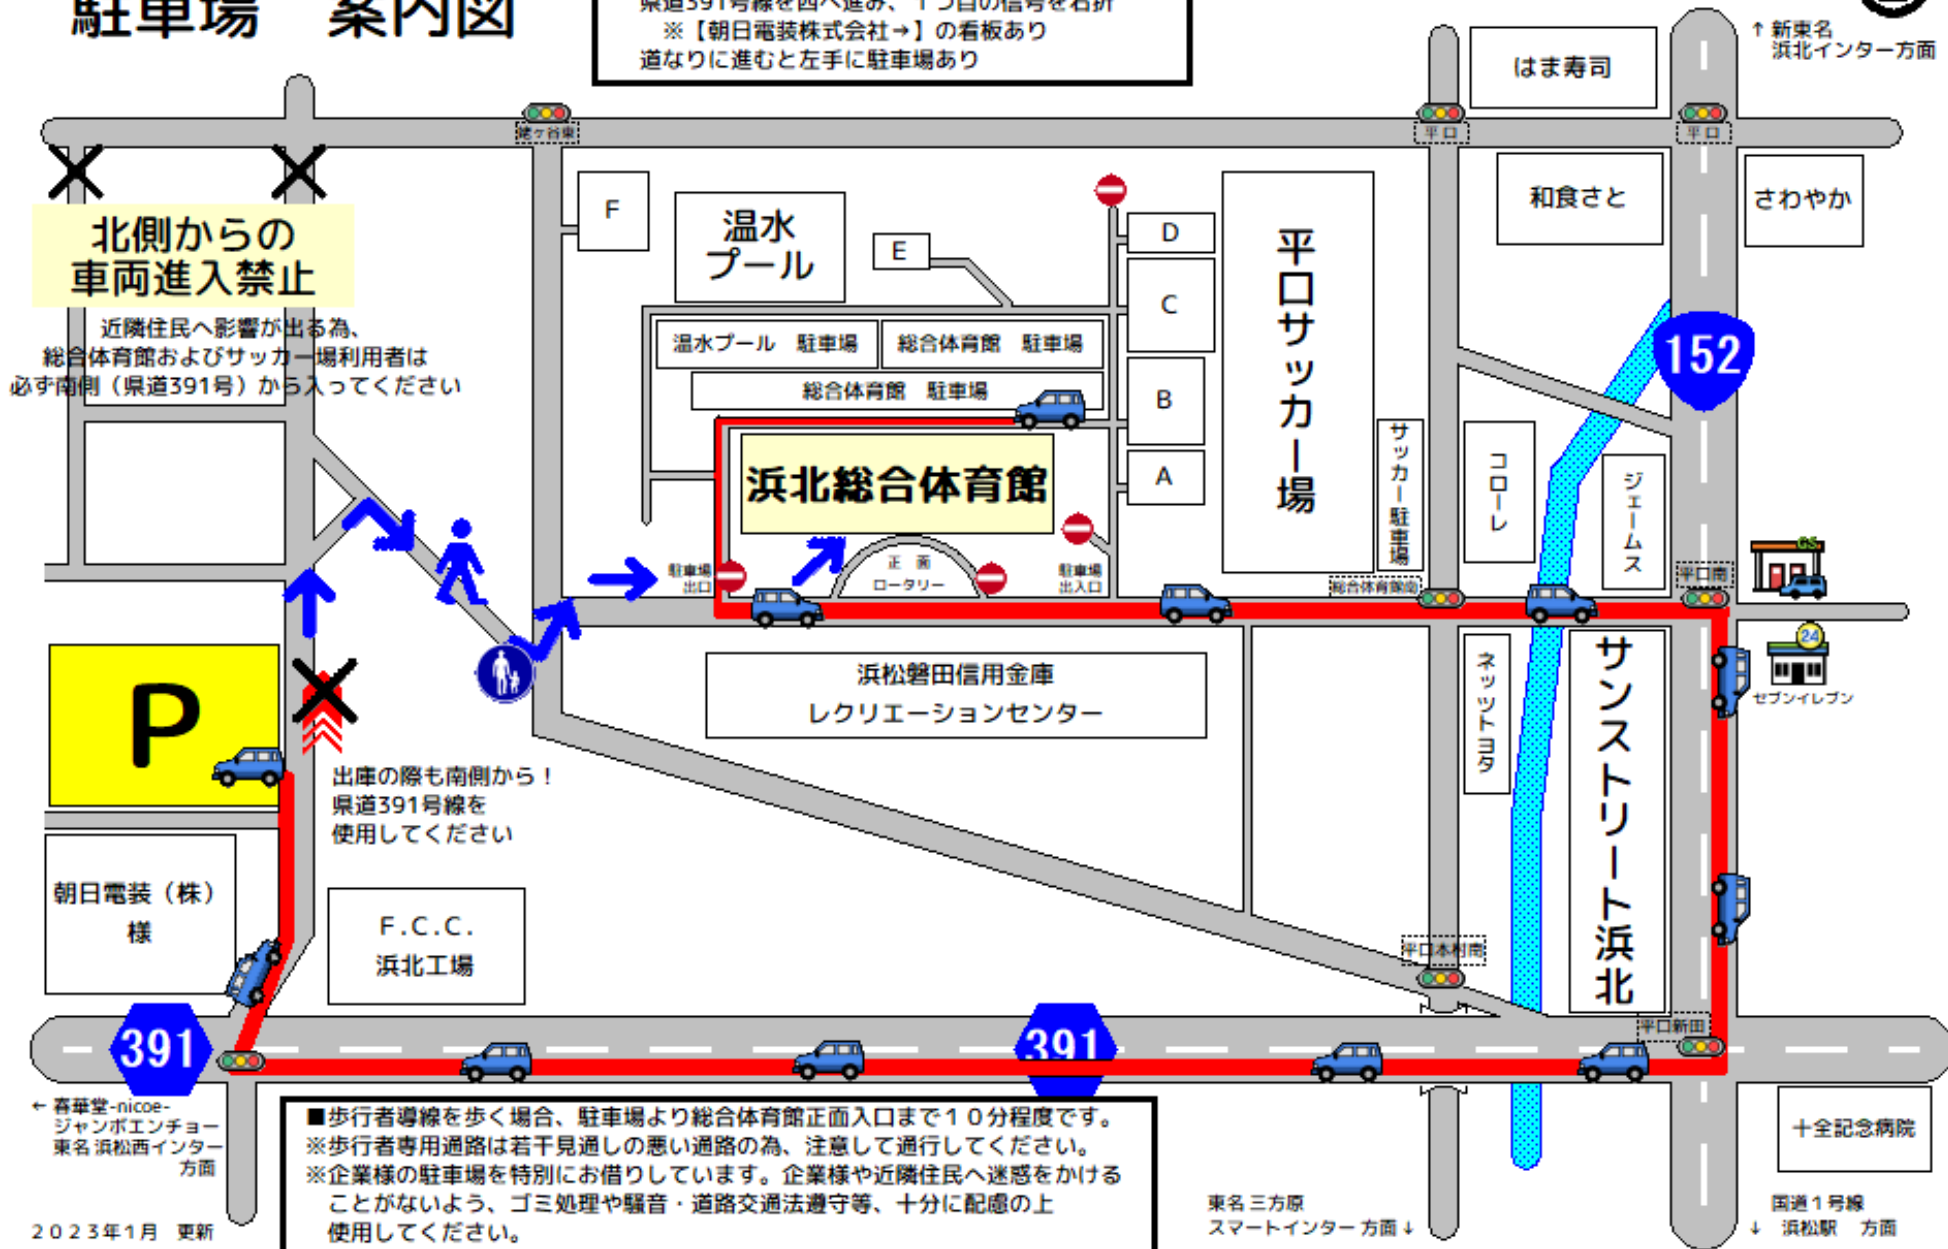 駐車場　案内図
県道391号線を西へ進み、１つ目の信号を右折
※【朝日電装株式会社→】の看板あり
道なりに進むと左手に駐車場あり
↑新東名
浜北インター方面
はま寿司
平口
平口
和食さと
さわやか
北側からの
車両進入禁止
近隣住民へ影響が出る為、
総合体育館およびサッカー場利用者は
必ず南側（県道391号）から入ってください
F
温水
プール
E
D
C
B
A
平口サッカー場
温水プール　駐車場
総合体育館　駐車場
総合体育館　駐車場
浜北総合体育館
正面
ロータリー
駐車場
出口
駐車場
出入口
サッカー駐車場
総合体育館南
コローレ
ジェームス
152
平口南
GS
24
セブンイレブン
浜松磐田信用金庫
レクリエーションセンター
ネッツトヨタ
サンストリート浜北
P
出庫の際も南側から！
県道391号線を
使用してください
朝日電装（株）
様
F.C.C.
浜北工場
平口本村南
平口新田
391
391
←春華堂-nicoe-
ジャンボエンチョー
東名 浜松西インター
方面
■歩行者導線を歩く場合、駐車場より総合体育館正面入口まで１０分程度です。
※歩行者専用通路は若干見通しの悪い通路の為、注意して通行してください。
※企業様の駐車場を特別にお借りしています。企業様や近隣住民へ迷惑をかける
ことがないよう、ゴミ処理や騒音・道路交通法遵守等、十分に配慮の上
使用してください。
十全記念病院
東名 三方原
スマートインター 方面↓
国道１号線
↓　浜松駅　方面
２０２３年１月　更新